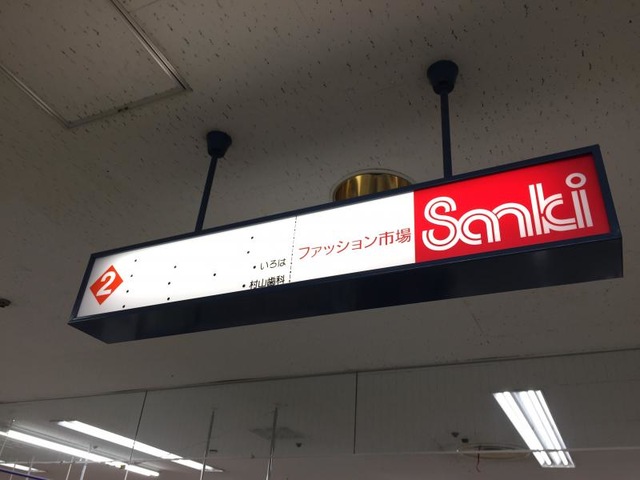 2
・いろは
・村山歯科
ファッション市場
Sanki